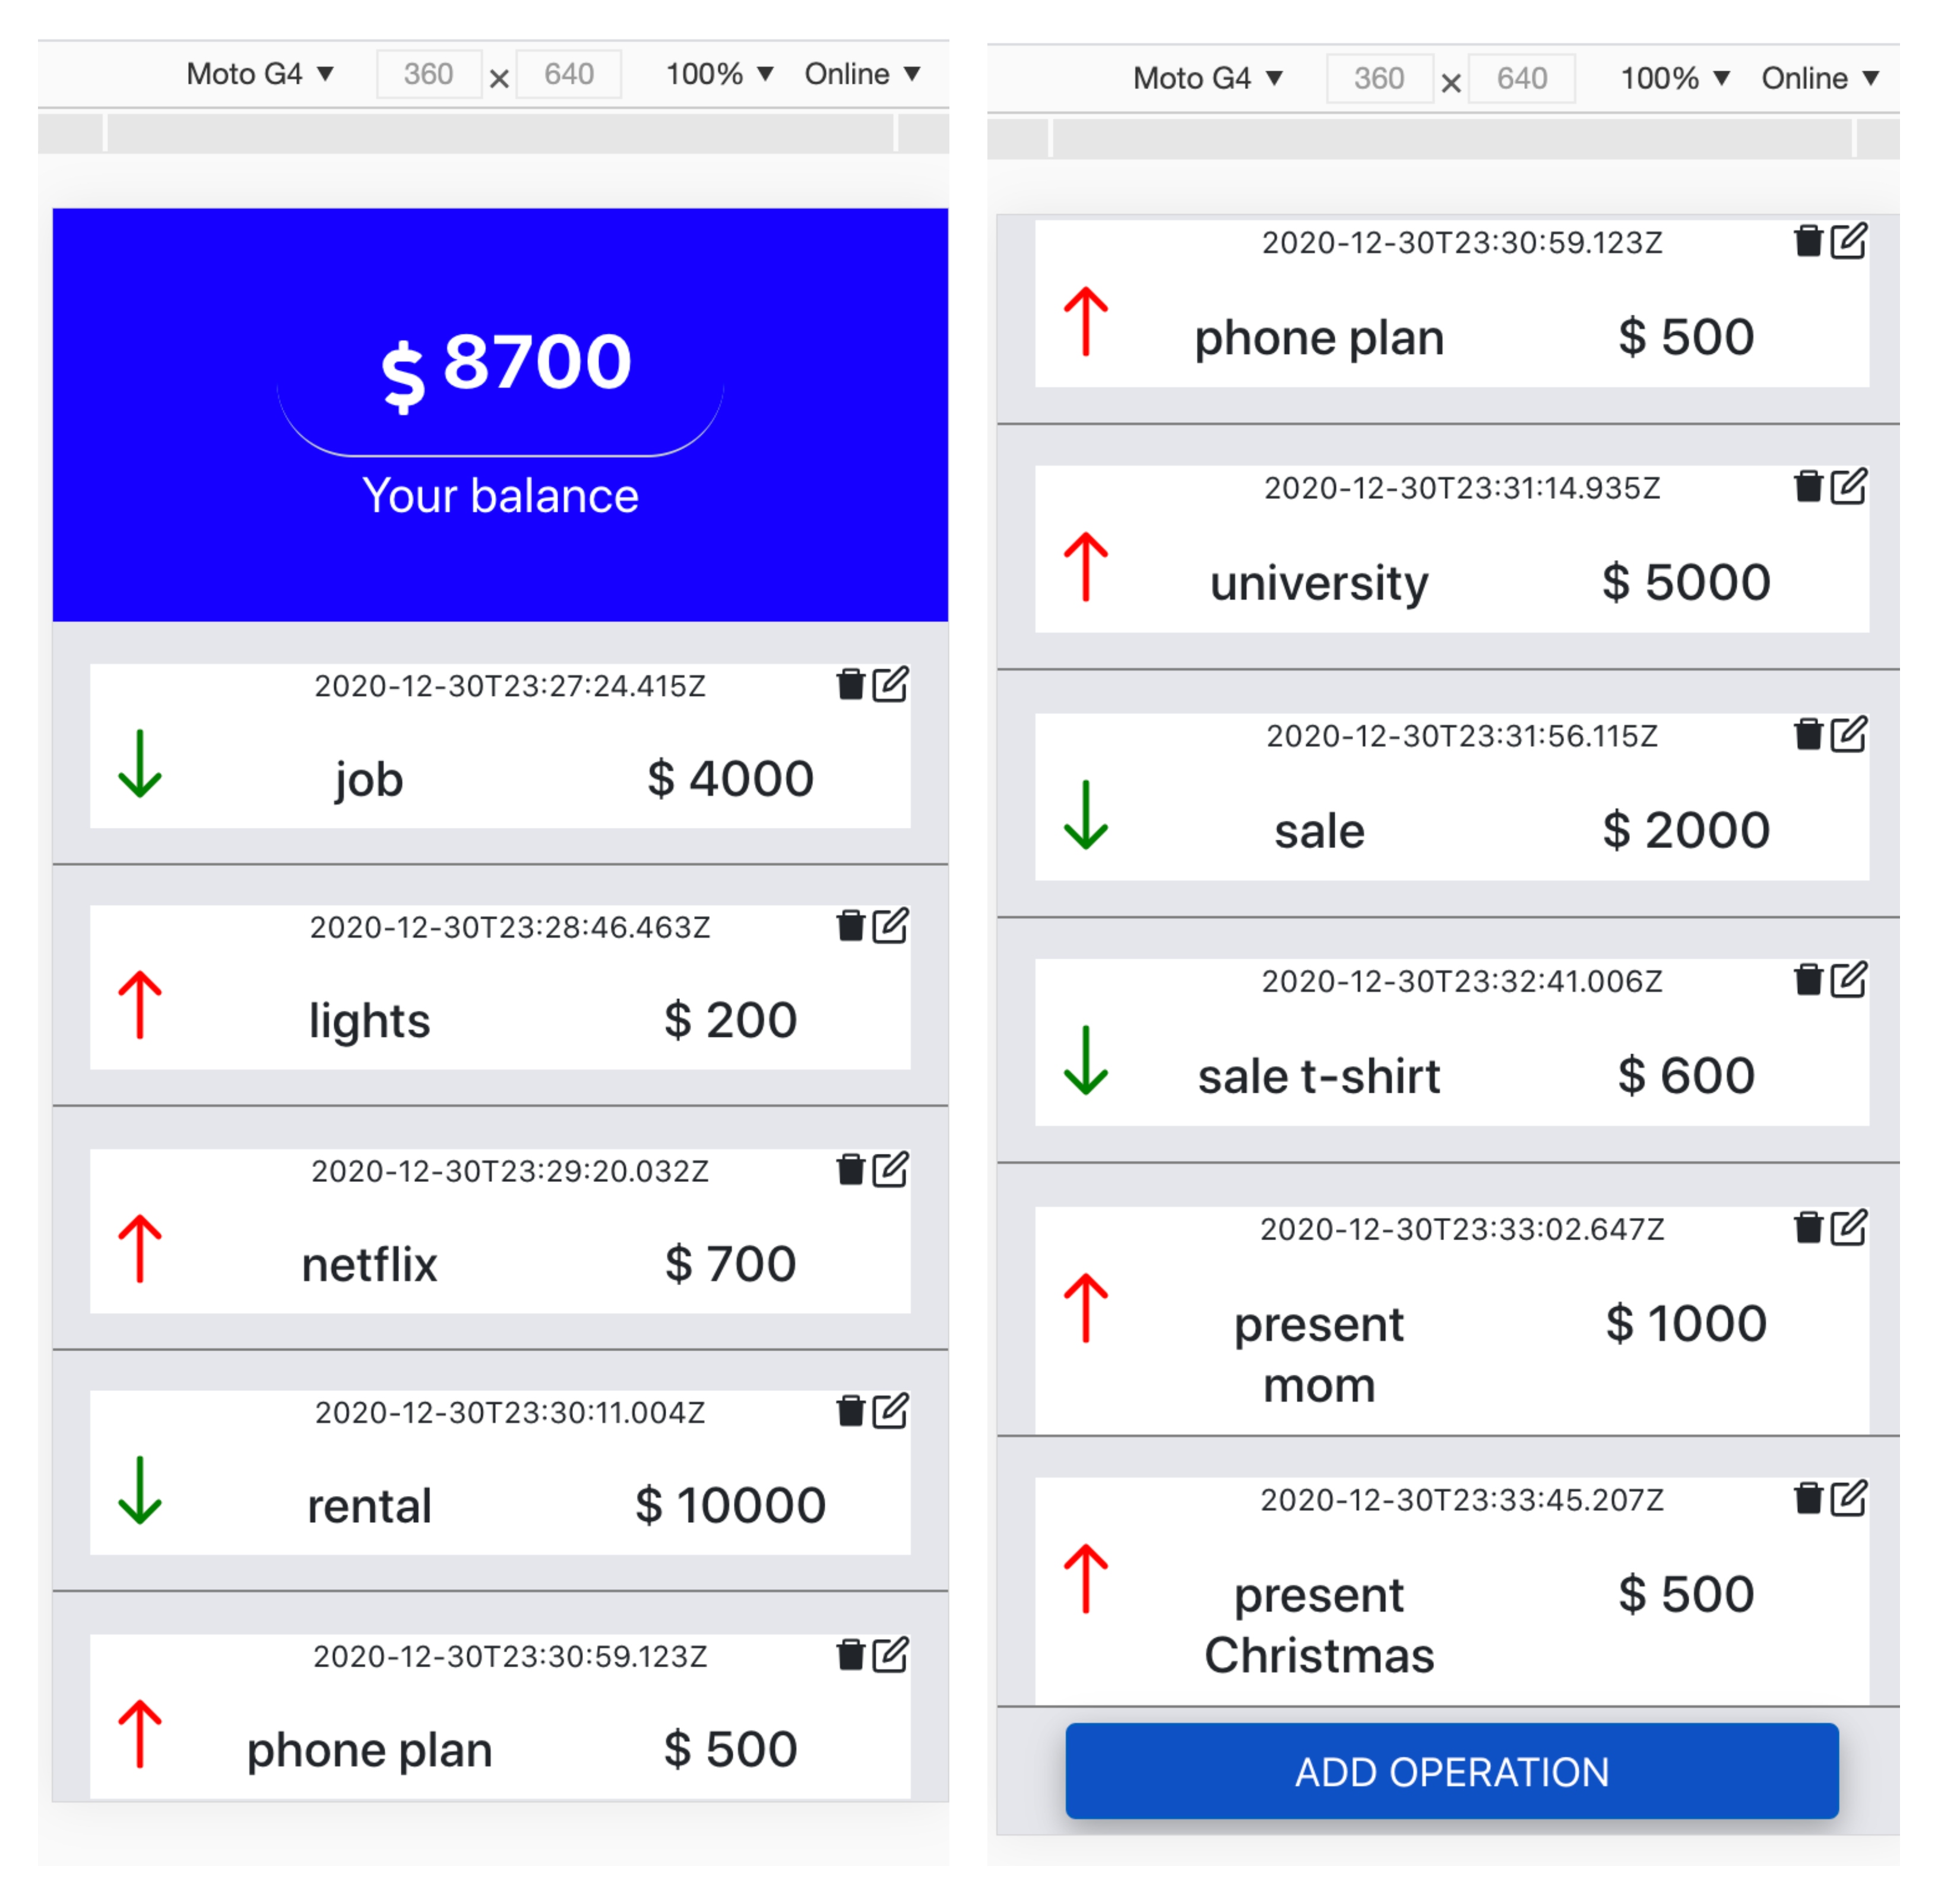 Moto G4 ▼ 360 × 640 100% ▼ Online ▼
$ 8700
Your balance
2020-12-30T23:27:24.415Z
job $ 4000
2020-12-30T23:28:46.463Z
lights $ 200
2020-12-30T23:29:20.032Z
netflix $ 700
2020-12-30T23:30:11.004Z
rental $ 10000
2020-12-30T23:30:59.123Z
phone plan $ 500
Moto G4 ▼ 360 × 640 100% ▼ Online ▼
2020-12-30T23:30:59.123Z
phone plan $ 500
2020-12-30T23:31:14.935Z
university $ 5000
2020-12-30T23:31:56.115Z
sale $ 2000
2020-12-30T23:32:41.006Z
sale t-shirt $ 600
2020-12-30T23:33:02.647Z
present $ 1000
mom
2020-12-30T23:33:45.207Z
present $ 500
Christmas
ADD OPERATION